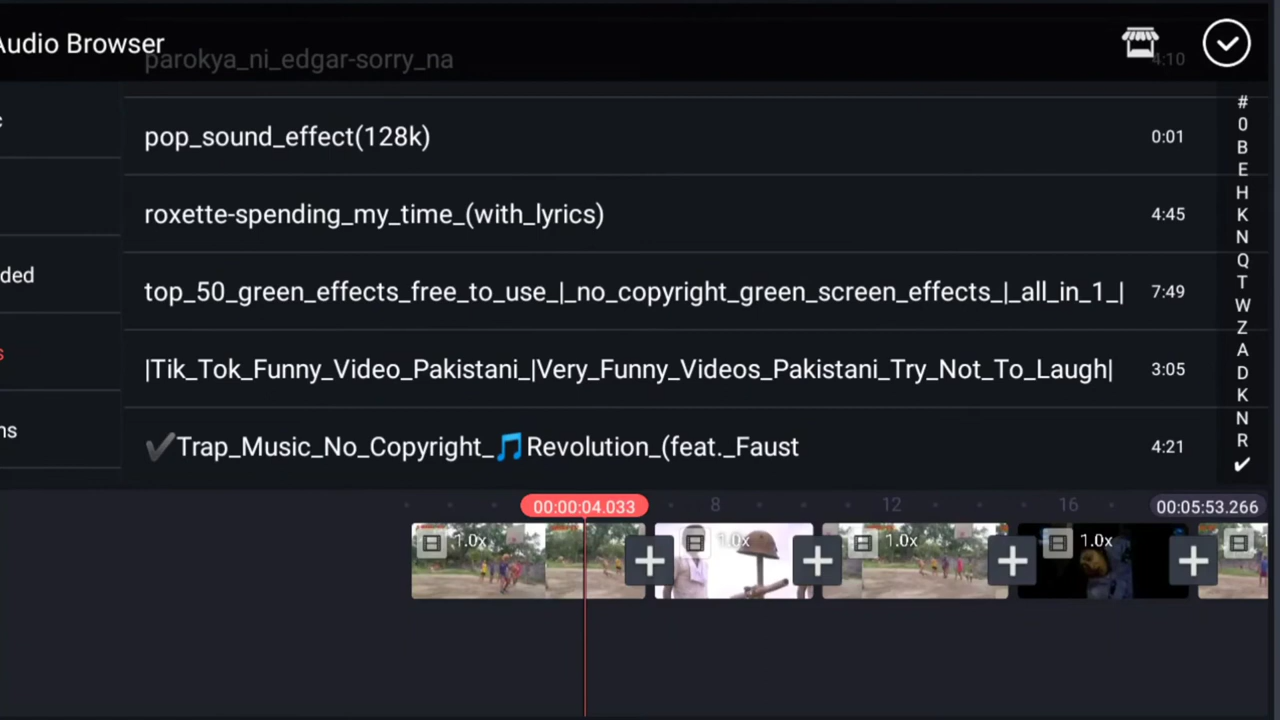 Audio Browser
parokya_ni_edgar-sorry_na 4:10
pop_sound_effect(128k) 0:01
roxette-spending_my_time_(with_lyrics) 4:45
ded
top_50_green_effects_free_to_use_|_no_copyright_green_screen_effects_|_all_in_1_| 7:49
s
|Tik_Tok_Funny_Video_Pakistani_|Very_Funny_Videos_Pakistani_Try_Not_To_Laugh| 3:05
ns
✔Trap_Music_No_Copyright_🎵Revolution_(feat._Faust 4:21
#
0
B
E
H
K
N
Q
T
W
Z
A
D
K
N
R
✔
00:00:04.033 8 12 16 00:05:53.266
1.0x 1.0x 1.0x 1.0x 1